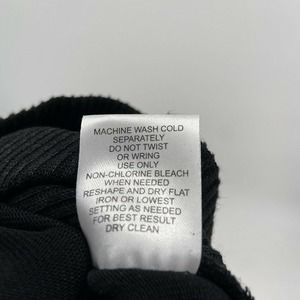 MACHINE WASH COLD
SEPARATELY
DO NOT TWIST
OR WRING
USE ONLY
NON-CHLORINE BLEACH
WHEN NEEDED
RESHAPE AND DRY FLAT
IRON OR LOWEST
SETTING AS NEEDED
FOR BEST RESULT
DRY CLEAN